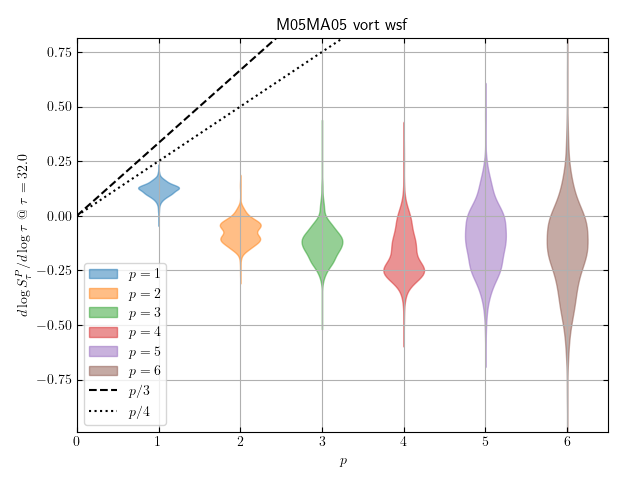 M05MA05 vort wsf
d log S_τ^P / d log τ @ τ = 32.0
0.75
0.50
0.25
0.00
−0.25
−0.50
−0.75
p = 1
p = 2
p = 3
p = 4
p = 5
p = 6
p/3
p/4
0 1 2 3 4 5 6
p